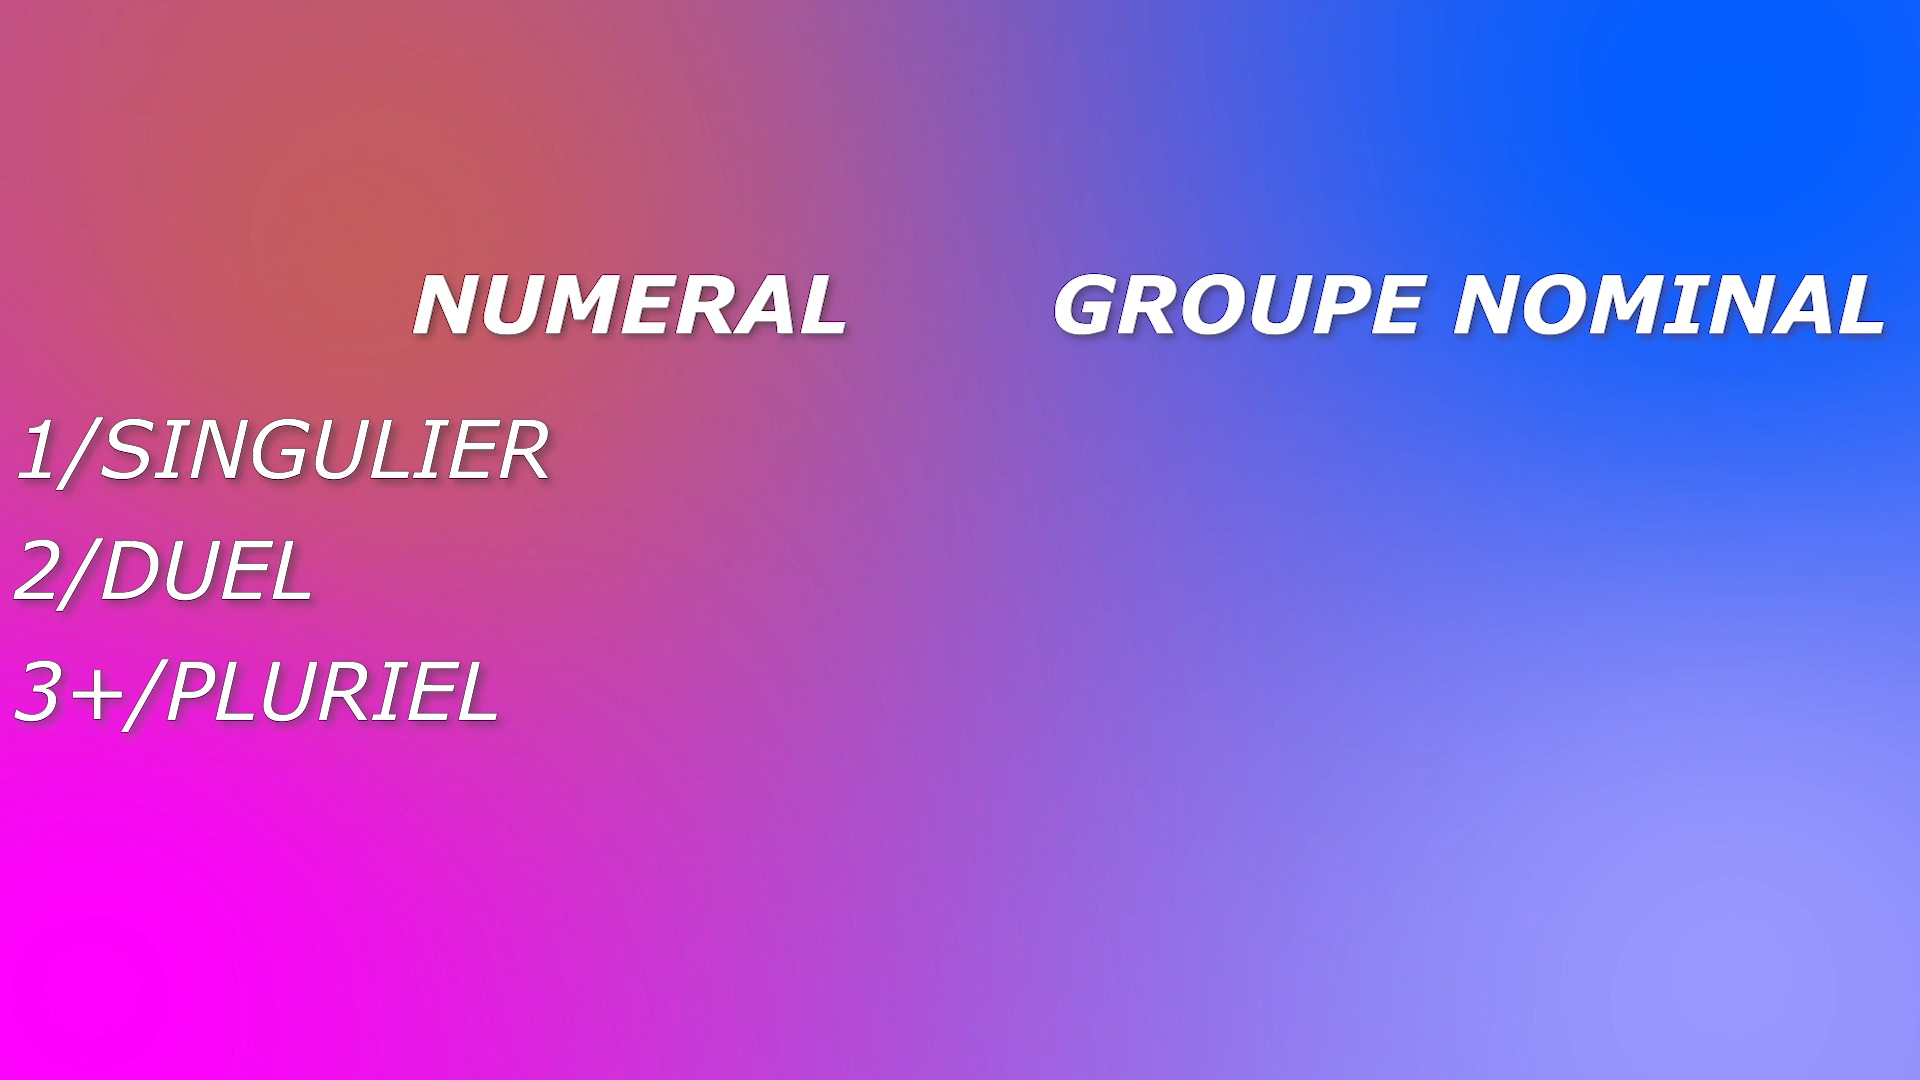 NUMERAL GROUPE NOMINAL
1/SINGULIER
2/DUEL
3+/PLURIEL